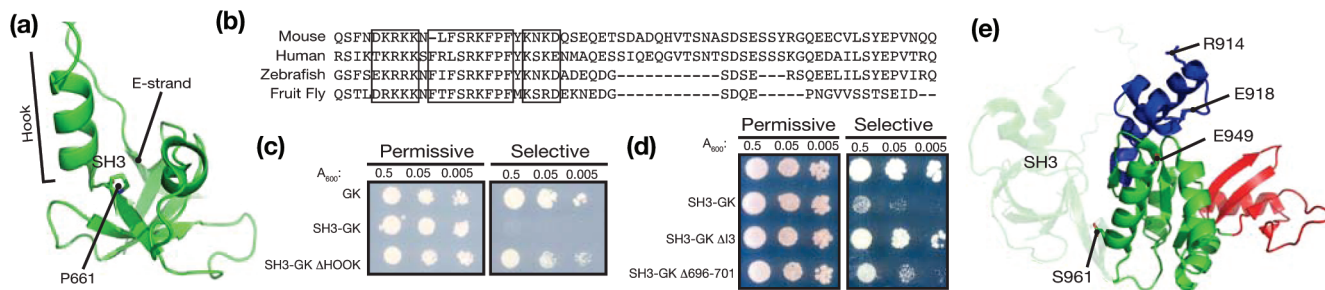 (a)
Hook
E-strand
SH3
P661
(b)
Mouse QSFNDKRKKN-LFSRKFPFYKNKDQSEQETSDADQHVTSNASDSESSYRGQEECVLSYEPVNQQ
Human RSIKTKRKKSFRLSRKFPFYKSKENMAQESSIQEQGVTSNTSDSESSSKGQEDAILSYEPVTRQ
Zebrafish GSFSEKRRKNFIFSRKFPFYKNKDADEQDG-----------SDSE---RSQEELILSYEPVIRQ
Fruit Fly QSTLDRKKKNFTFSRKFPFMKSRDEKNEDG-----------SDQE----PNGVVSSTSEID---
(c)
Permissive Selective
A600: 0.5 0.05 0.005 0.5 0.05 0.005
GK
SH3-GK
SH3-GK ΔHOOK
(d)
Permissive Selective
A600: 0.5 0.05 0.005 0.5 0.05 0.005
GK
SH3-GK
SH3-GK ΔI3
SH3-GK Δ696-701
(e)
R914
E918
E949
SH3
S961